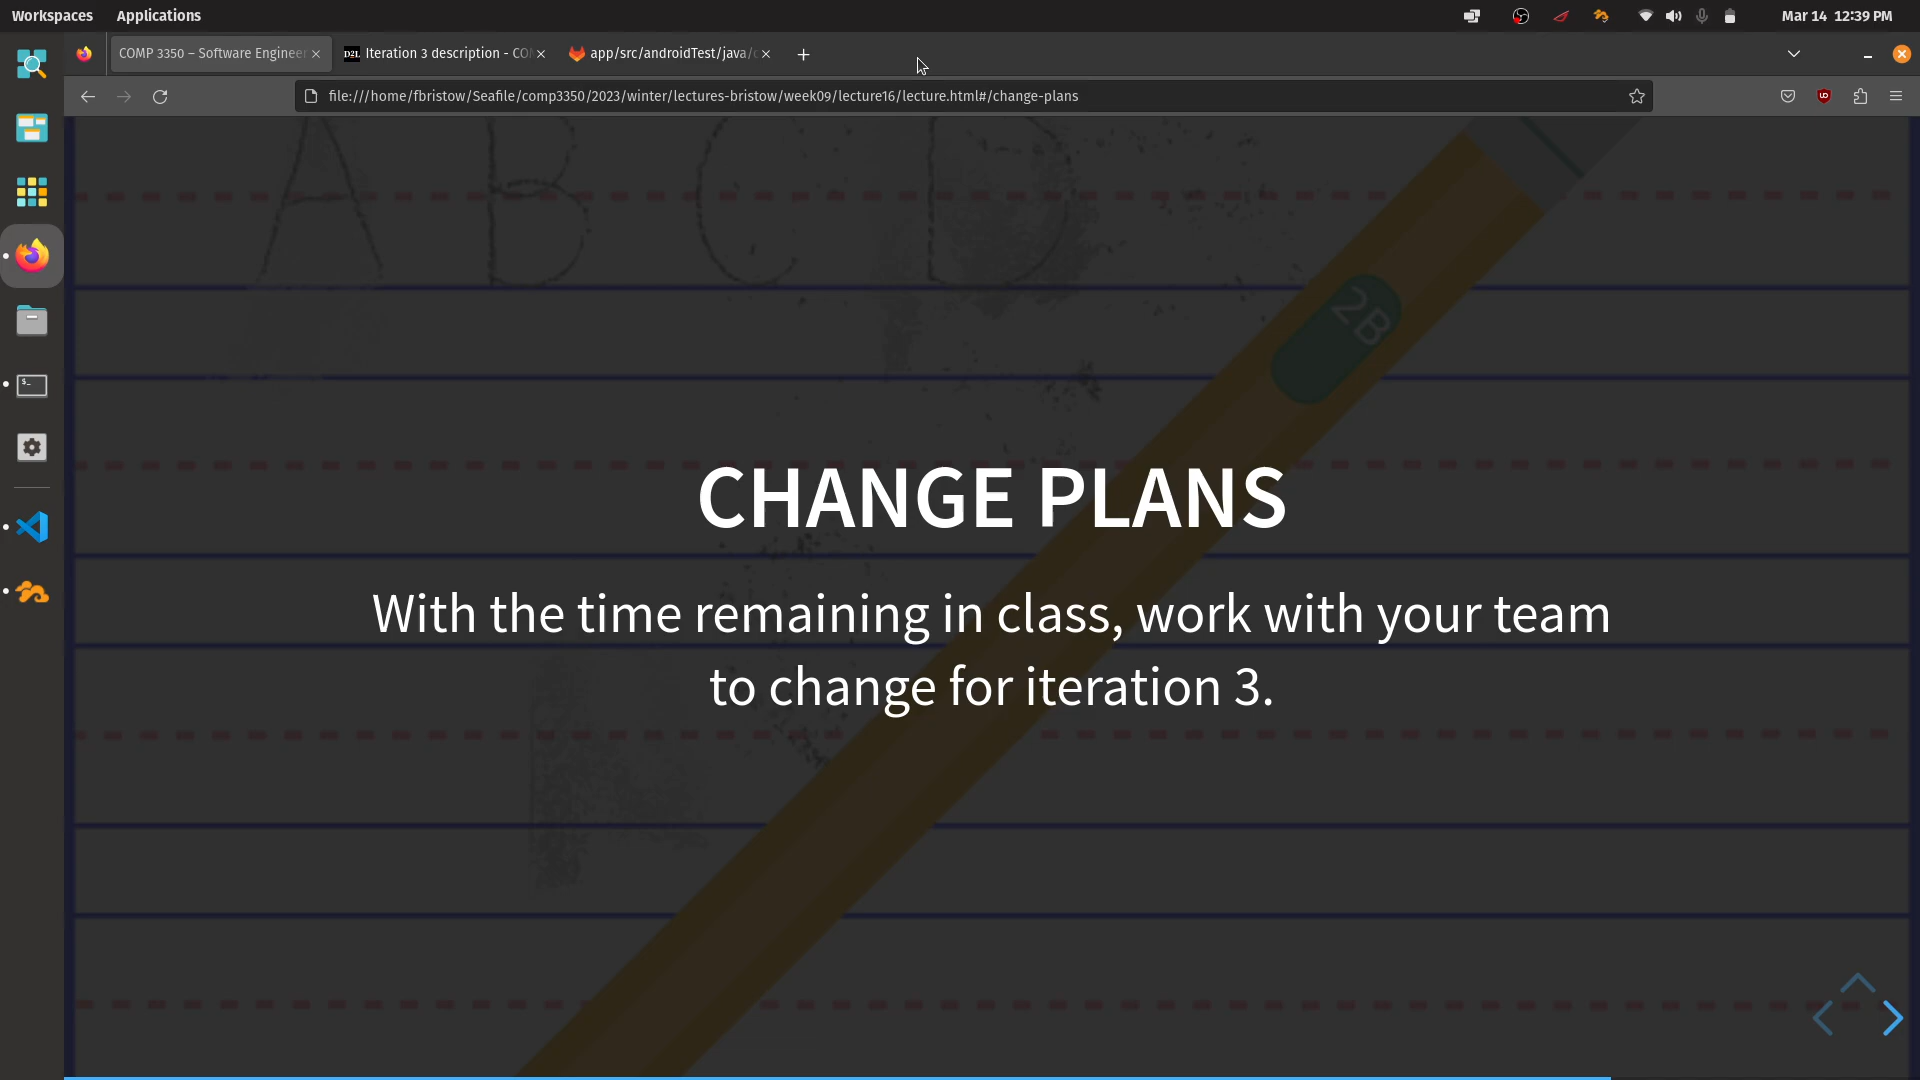 Workspaces Applications Mar 14 12:39 PM
COMP 3350 – Software Engineer Iteration 3 description - CO app/src/androidTest/java/
file:///home/fbristow/Seafile/comp3350/2023/winter/lectures-bristow/week09/lecture16/lecture.html#/change-plans
A B C D
2B
CHANGE PLANS
With the time remaining in class, work with your team
to change for iteration 3.